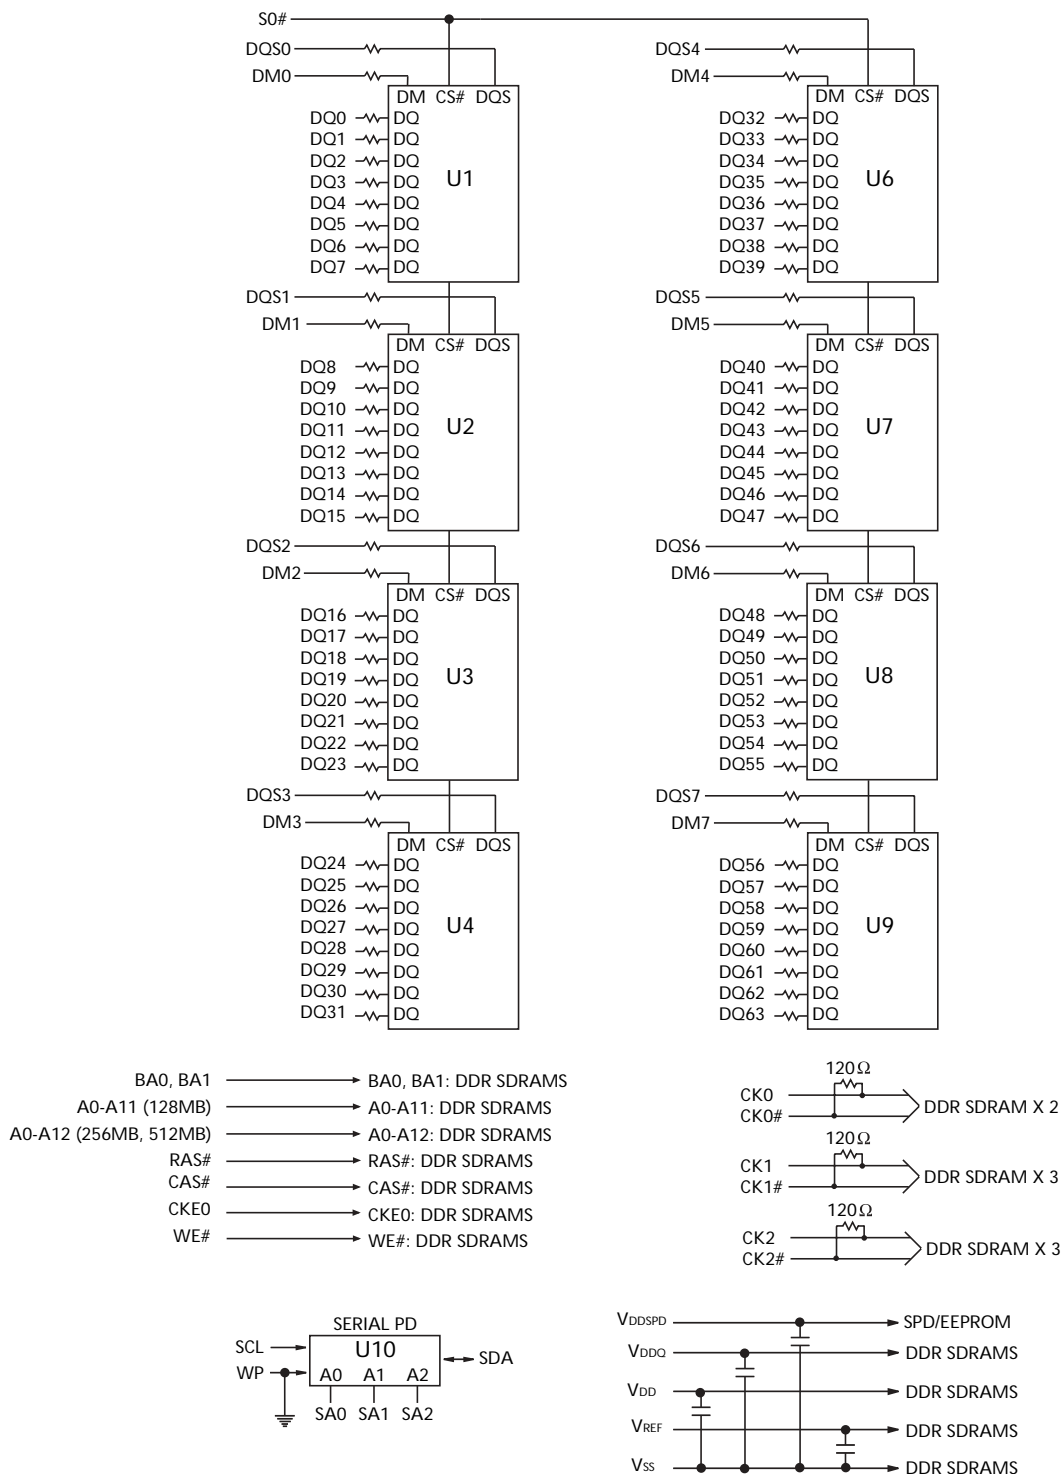 S0#
DQS0
DM0
DM CS# DQS
DQ0 DQ
DQ1 DQ
DQ2 DQ
DQ3 DQ
DQ4 DQ
DQ5 DQ
DQ6 DQ
DQ7 DQ
U1
DQS1
DM1
DM CS# DQS
DQ8 DQ
DQ9 DQ
DQ10 DQ
DQ11 DQ
DQ12 DQ
DQ13 DQ
DQ14 DQ
DQ15 DQ
U2
DQS2
DM2
DM CS# DQS
DQ16 DQ
DQ17 DQ
DQ18 DQ
DQ19 DQ
DQ20 DQ
DQ21 DQ
DQ22 DQ
DQ23 DQ
U3
DQS3
DM3
DM CS# DQS
DQ24 DQ
DQ25 DQ
DQ26 DQ
DQ27 DQ
DQ28 DQ
DQ29 DQ
DQ30 DQ
DQ31 DQ
U4
DQS4
DM4
DM CS# DQS
DQ32 DQ
DQ33 DQ
DQ34 DQ
DQ35 DQ
DQ36 DQ
DQ37 DQ
DQ38 DQ
DQ39 DQ
U6
DQS5
DM5
DM CS# DQS
DQ40 DQ
DQ41 DQ
DQ42 DQ
DQ43 DQ
DQ44 DQ
DQ45 DQ
DQ46 DQ
DQ47 DQ
U7
DQS6
DM6
DM CS# DQS
DQ48 DQ
DQ49 DQ
DQ50 DQ
DQ51 DQ
DQ52 DQ
DQ53 DQ
DQ54 DQ
DQ55 DQ
U8
DQS7
DM7
DM CS# DQS
DQ56 DQ
DQ57 DQ
DQ58 DQ
DQ59 DQ
DQ60 DQ
DQ61 DQ
DQ62 DQ
DQ63 DQ
U9
BA0, BA1 BA0, BA1: DDR SDRAMS
A0-A11 (128MB) A0-A11: DDR SDRAMS
A0-A12 (256MB, 512MB) A0-A12: DDR SDRAMS
RAS# RAS#: DDR SDRAMS
CAS# CAS#: DDR SDRAMS
CKE0 CKE0: DDR SDRAMS
WE# WE#: DDR SDRAMS
120Ω
CK0
CK0#
DDR SDRAM X 2
120Ω
CK1
CK1#
DDR SDRAM X 3
120Ω
CK2
CK2#
DDR SDRAM X 3
SERIAL PD
SCL
WP
U10
A0 A1 A2
SDA
SA0 SA1 SA2
VDDSPD SPD/EEPROM
VDDQ DDR SDRAMS
VDD DDR SDRAMS
VREF DDR SDRAMS
VSS DDR SDRAMS